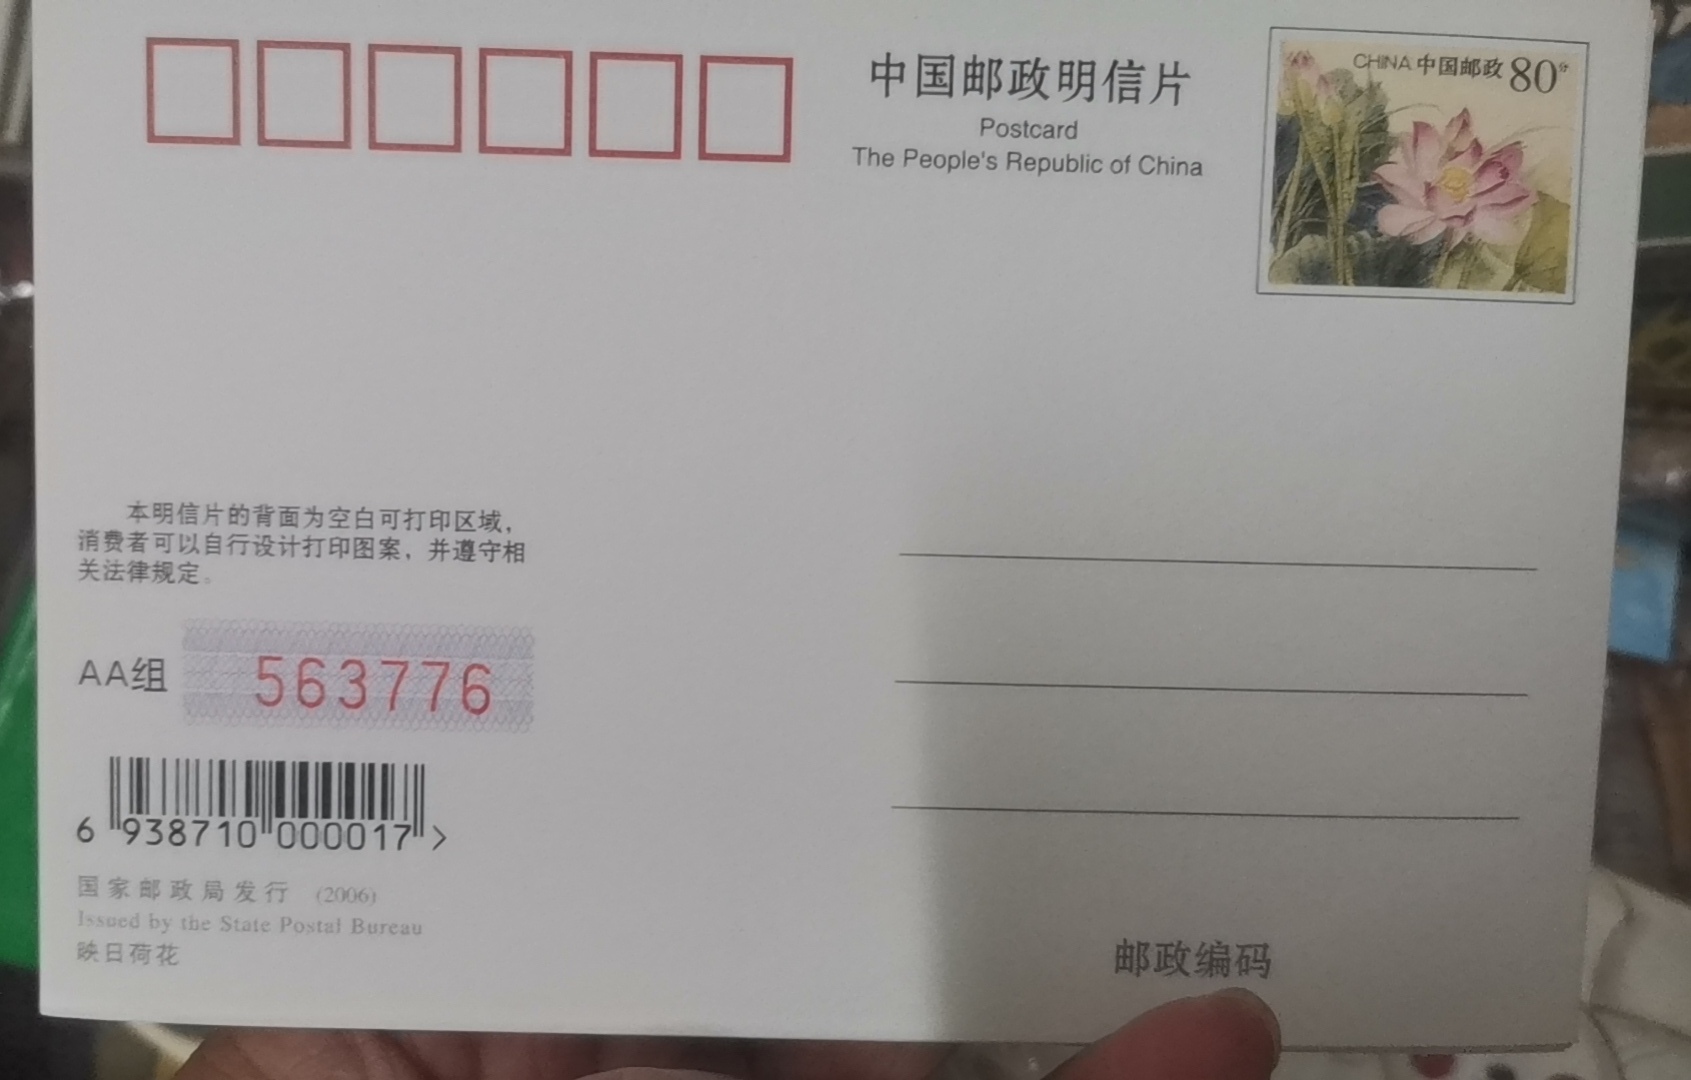 中国邮政明信片
Postcard
The People's Republic of China
CHINA 中国邮政 80分
本明信片的背面为空白可打印区域，
消费者可以自行设计打印图案，并遵守相
关法律规定。
AA组 563776
6 938710 000017 >
国家邮政局发行 (2006)
Issued by the State Postal Bureau
映日荷花
邮政编码